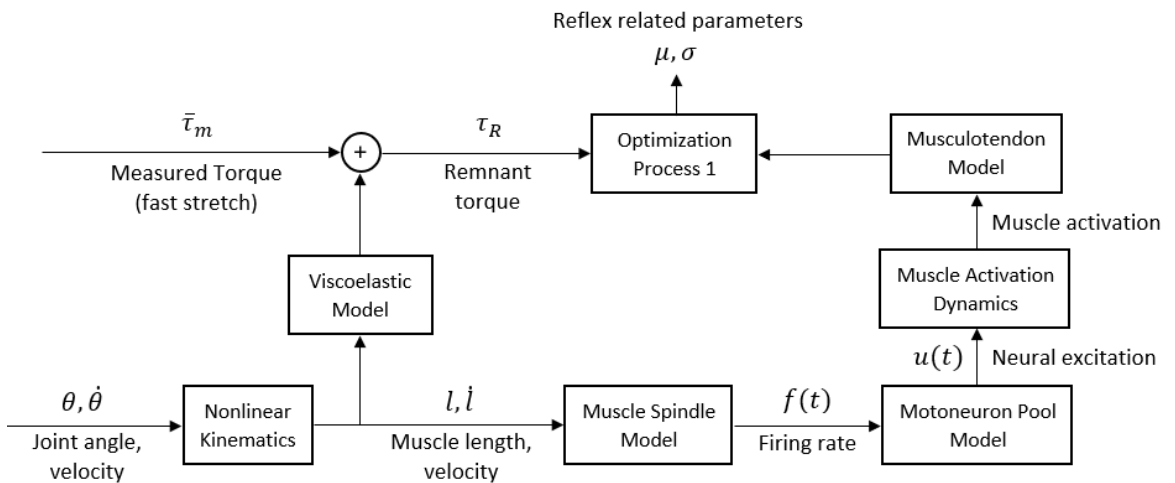 Reflex related parameters
μ, σ
τ̄ₘ
Measured Torque
(fast stretch)
+
τ_R
Remnant
torque
Optimization
Process 1
Musculotendon
Model
Muscle activation
Viscoelastic
Model
Muscle Activation
Dynamics
u(t)
Neural excitation
θ, θ̇
Joint angle,
velocity
Nonlinear
Kinematics
l, l̇
Muscle length,
velocity
Muscle Spindle
Model
f(t)
Firing rate
Motoneuron Pool
Model